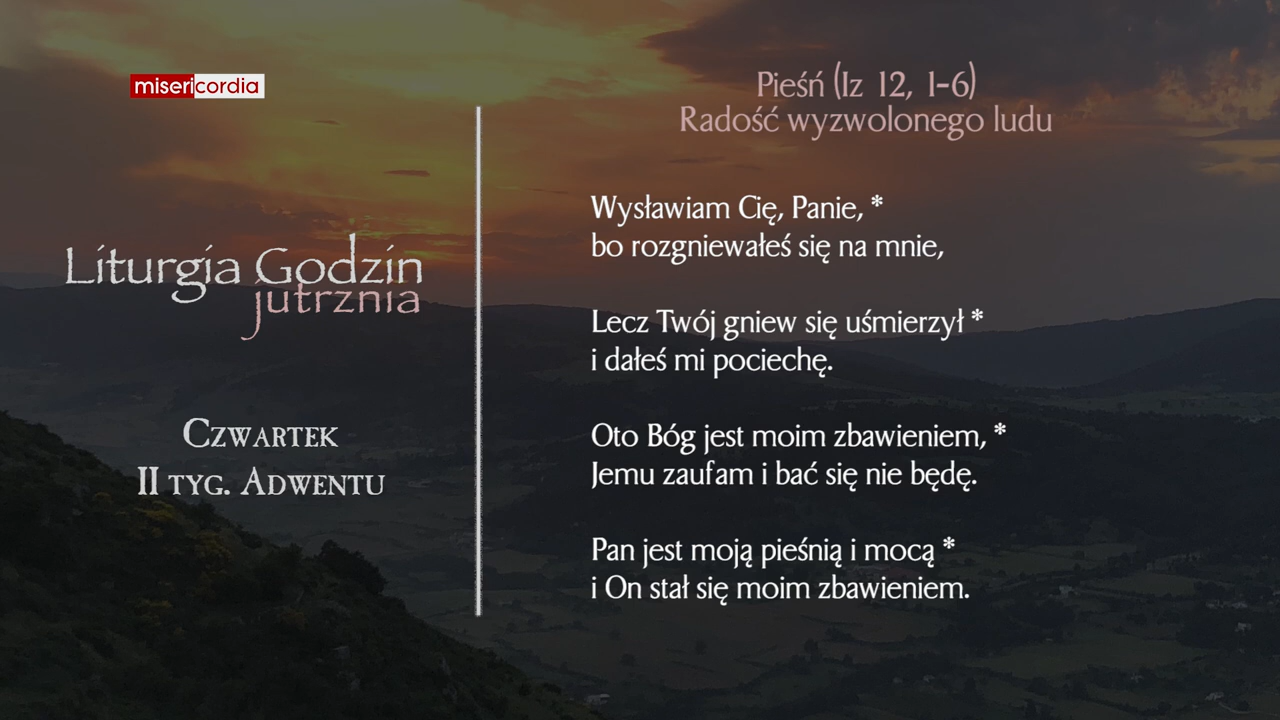 misericordia
Liturgia Godzin
jutrznia
Czwartek
II tyg. Adwentu
Pieśń (Iz 12, 1-6)
Radość wyzwolonego ludu
Wysławiam Cię, Panie, *
bo rozgniewałeś się na mnie,
Lecz Twój gniew się uśmierzył *
i dałeś mi pociechę.
Oto Bóg jest moim zbawieniem, *
Jemu zaufam i bać się nie będę.
Pan jest moją pieśnią i mocą *
i On stał się moim zbawieniem.